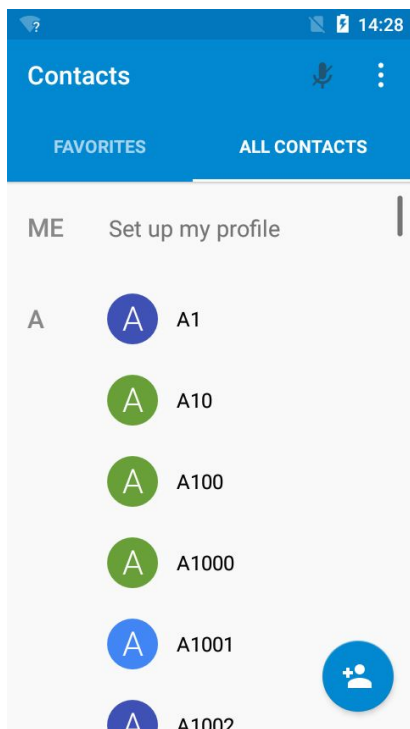 14:28
Contacts
FAVORITES ALL CONTACTS
ME Set up my profile
A A A1
A A10
A A100
A A1000
A A1001
A A1002